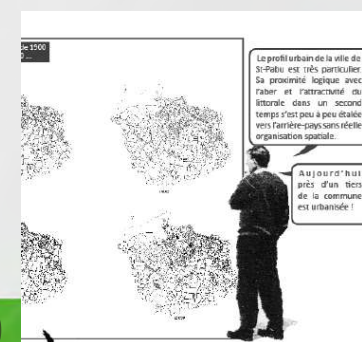 de 1900
Le profil urbain de la ville de
St-Pabu est très particulier.
Sa proximité logique avec
l'aber et l'attractivité du
littorale dans un second
temps s'est peu à peu étalée
vers l'arrière-pays sans réelle
organisation spatiale.
Aujourd'hui
près d'un tiers
de la commune
est urbanisée !